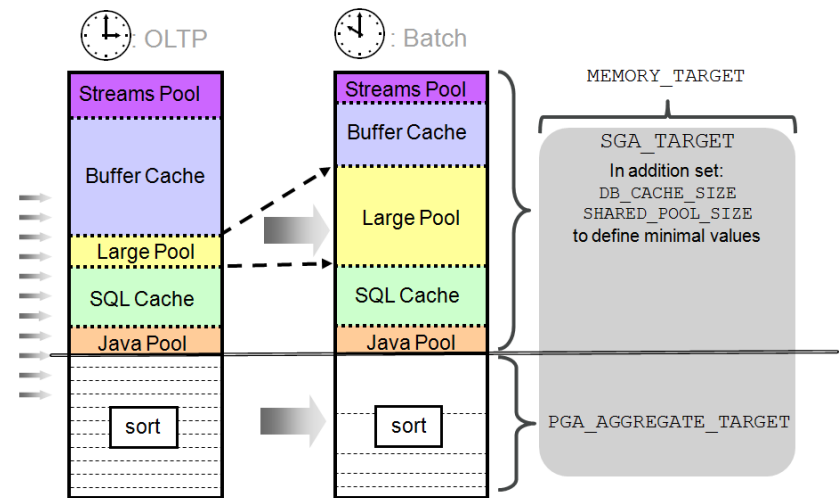 : OLTP
Streams Pool
Buffer Cache
Large Pool
SQL Cache
Java Pool
sort
: Batch
Streams Pool
Buffer Cache
Large Pool
SQL Cache
Java Pool
sort
MEMORY_TARGET
SGA_TARGET
In addition set:
DB_CACHE_SIZE
SHARED_POOL_SIZE
to define minimal values
PGA_AGGREGATE_TARGET